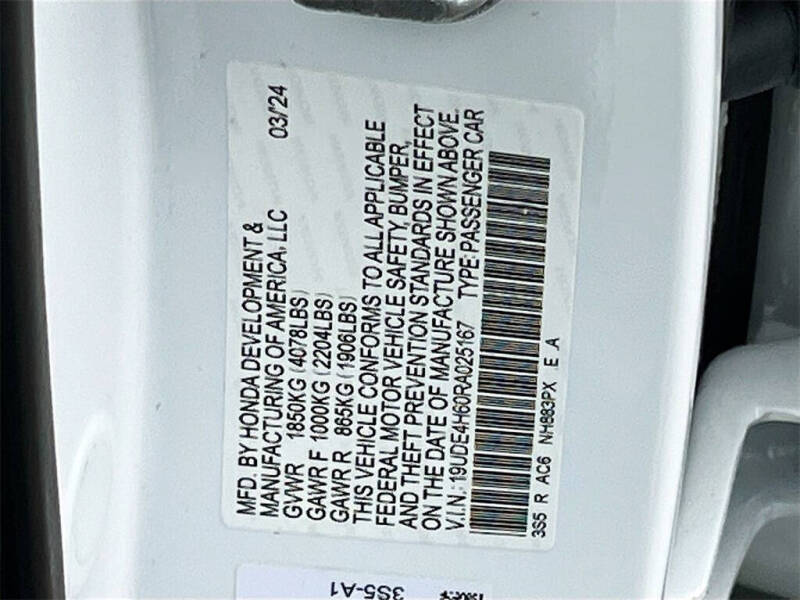 MFD. BY HONDA DEVELOPMENT &
MANUFACTURING OF AMERICA, LLC 03/'24
GVWR 1850KG (4078LBS)
GAWR F 1000KG (2204LBS)
GAWR R 865KG (1906LBS)
THIS VEHICLE CONFORMS TO ALL APPLICABLE
FEDERAL MOTOR VEHICLE SAFETY, BUMPER,
AND THEFT PREVENTION STANDARDS IN EFFECT
ON THE DATE OF MANUFACTURE SHOWN ABOVE.
V.I.N.: 19UDE4H60RA025167 TYPE: PASSENGER CAR
3S5 R AC6 NH883PX E A
3S5-A1